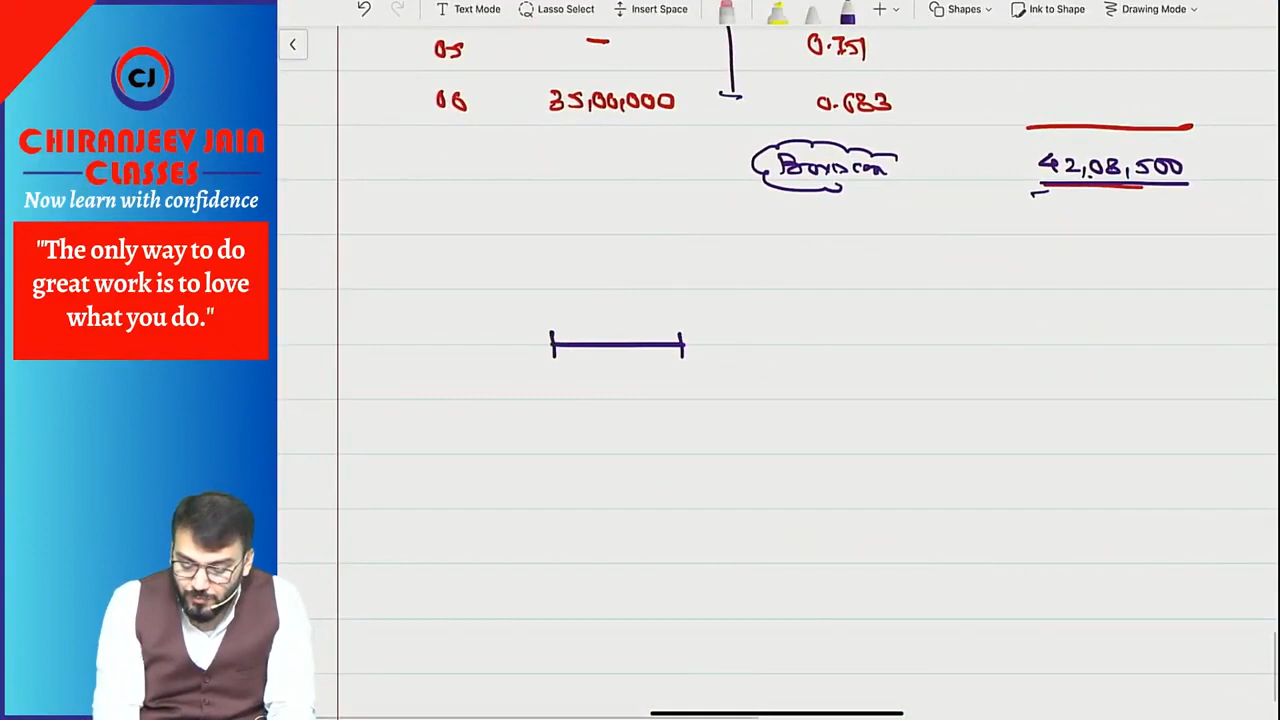 Text Mode Lasso Select Insert Space Shapes Ink to Shape Drawing Mode
05 – 0.751
06 35,00,000 0.683
Provision 42,08,500
CJ
CHIRANJEEV JAIN
CLASSES
Now learn with confidence
"The only way to do
great work is to love
what you do."